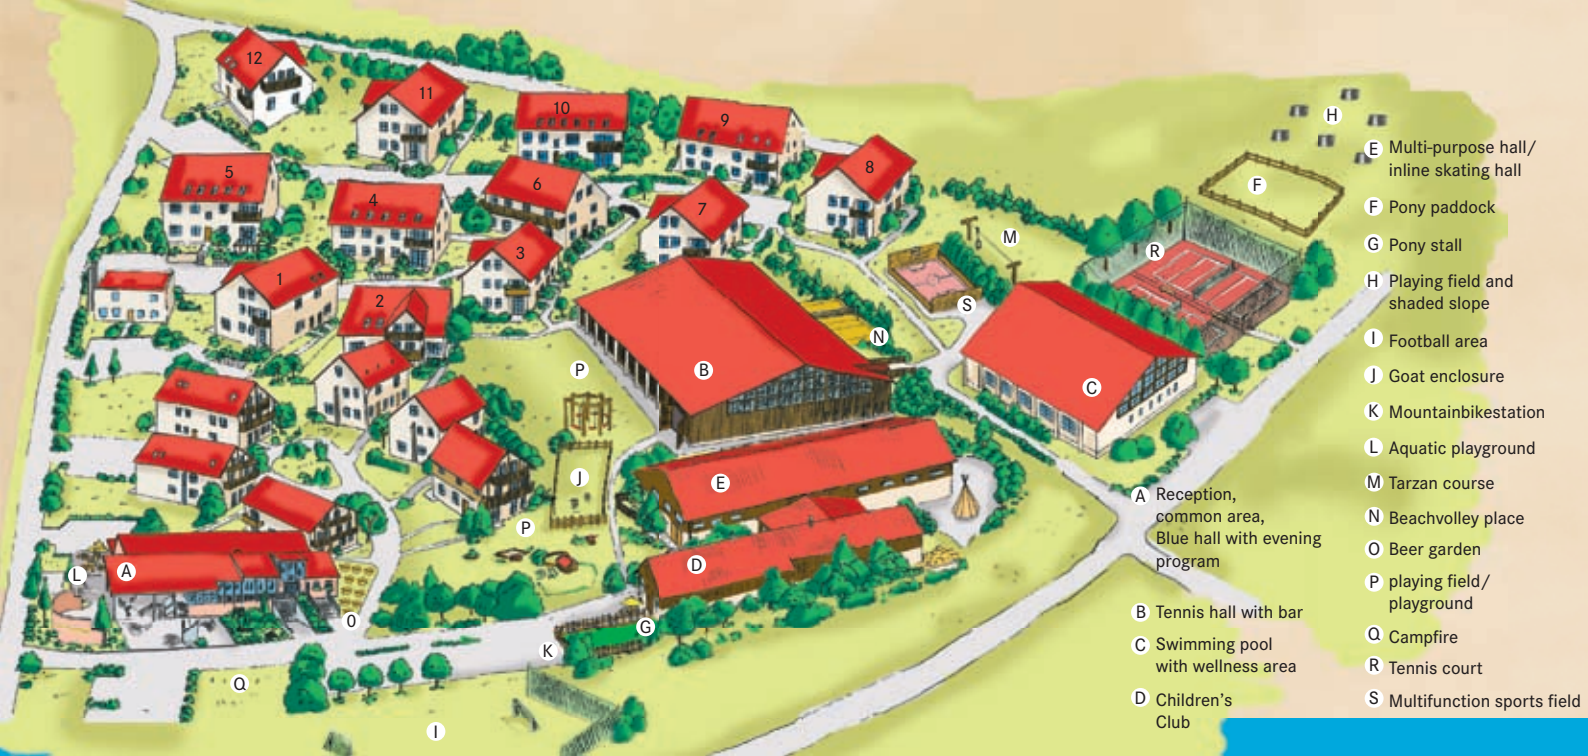 12
11
10
9
8
5
4
6
7
3
1
2
H
F
M
R
S
N
P
B
C
J
E
P
D
L
A
O
G
K
Q
I
A Reception,
common area,
Blue hall with evening
program
B Tennis hall with bar
C Swimming pool
with wellness area
D Children's
Club
E Multi-purpose hall/
inline skating hall
F Pony paddock
G Pony stall
H Playing field and
shaded slope
I Football area
J Goat enclosure
K Mountainbikestation
L Aquatic playground
M Tarzan course
N Beachvolley place
O Beer garden
P playing field/
playground
Q Campfire
R Tennis court
S Multifunction sports field